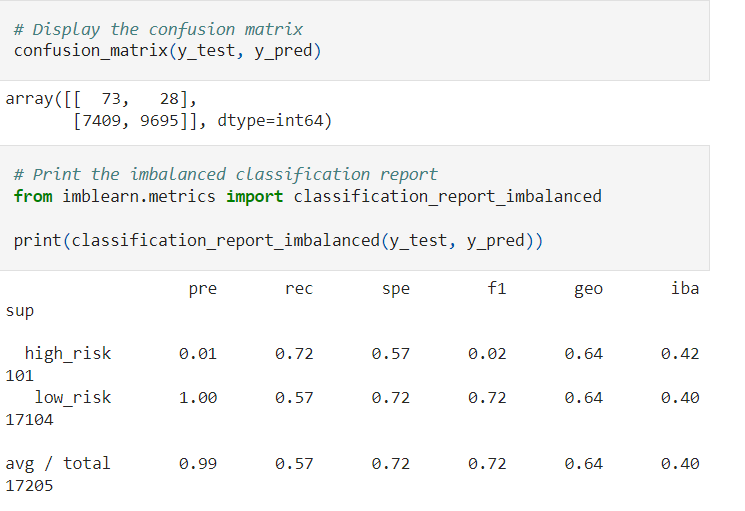 # Display the confusion matrix
confusion_matrix(y_test, y_pred)
array([[  73,   28],
       [7409, 9695]], dtype=int64)
# Print the imbalanced classification report
from imblearn.metrics import classification_report_imbalanced
print(classification_report_imbalanced(y_test, y_pred))
pre rec spe f1 geo iba
sup
high_risk 0.01 0.72 0.57 0.02 0.64 0.42
101
low_risk 1.00 0.57 0.72 0.72 0.64 0.40
17104
avg / total 0.99 0.57 0.72 0.72 0.64 0.40
17205